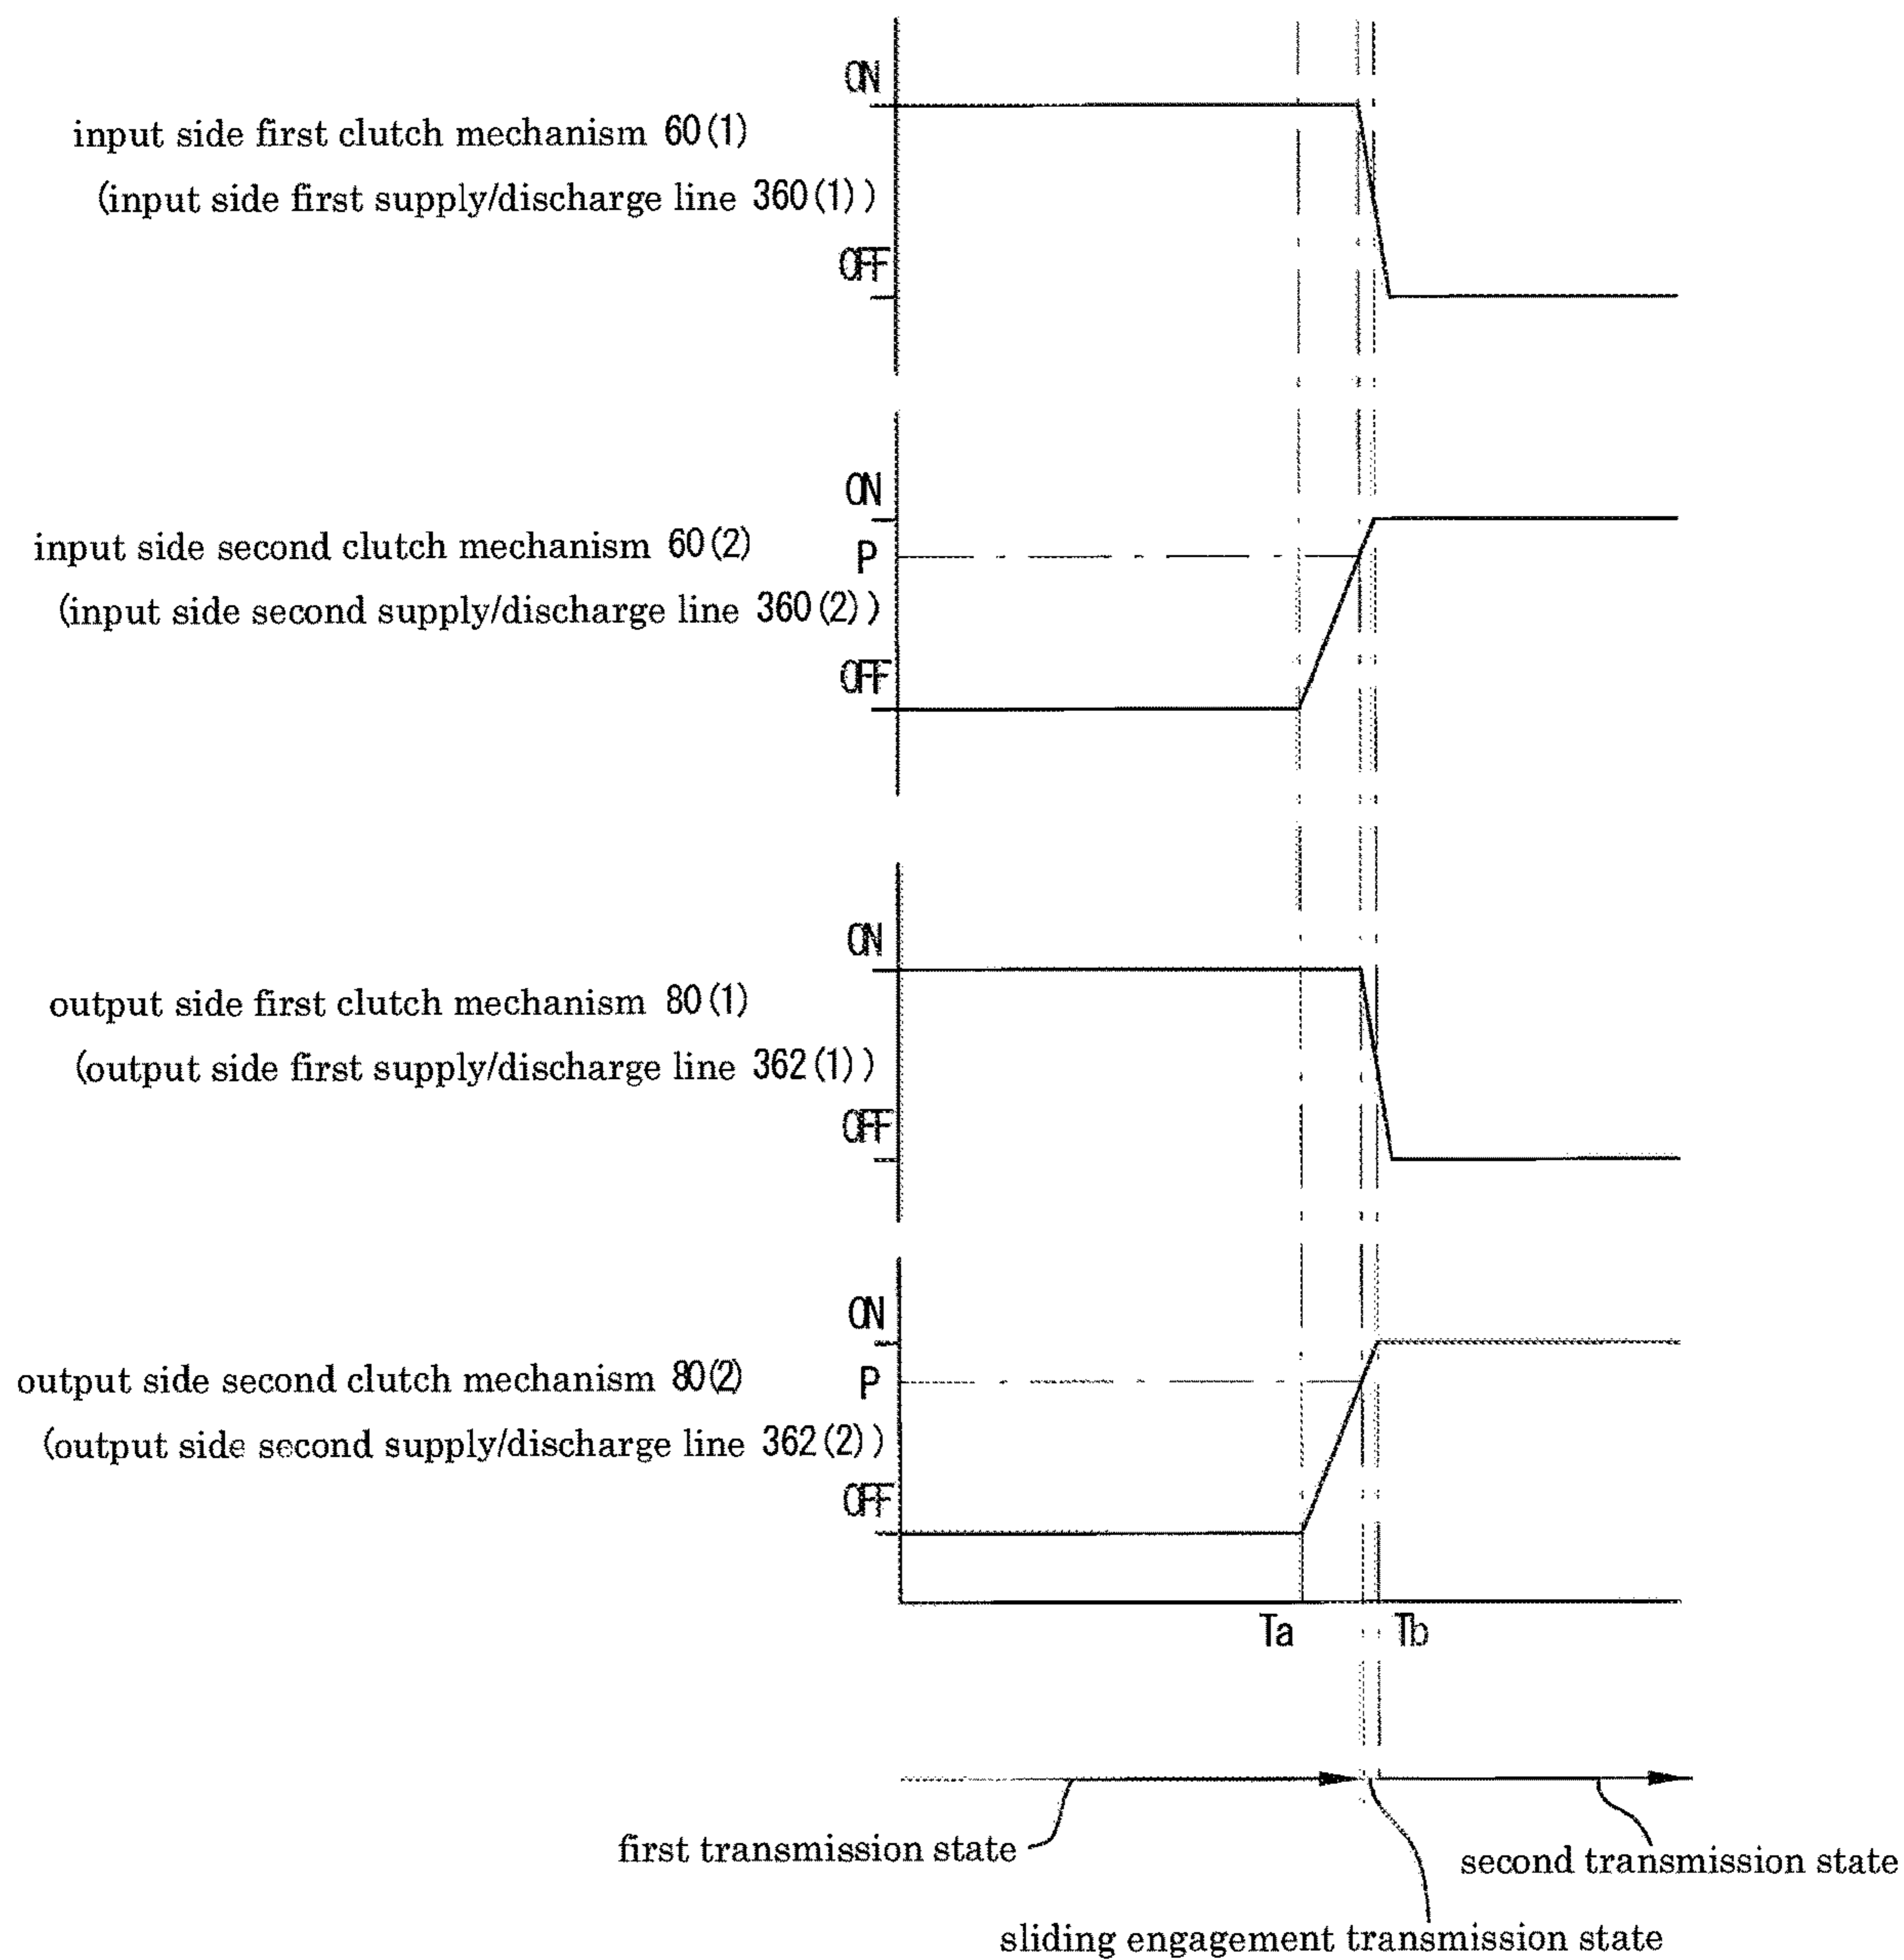 ON
input side first clutch mechanism 60(1)
(input side first supply/discharge line 360(1))
OFF
ON
input side second clutch mechanism 60(2)
P
(input side second supply/discharge line 360(2))
OFF
ON
output side first clutch mechanism 80(1)
(output side first supply/discharge line 362(1))
OFF
ON
output side second clutch mechanism 80(2)
P
(output side second supply/discharge line 362(2))
OFF
Ta
Tb
first transmission state
second transmission state
sliding engagement transmission state